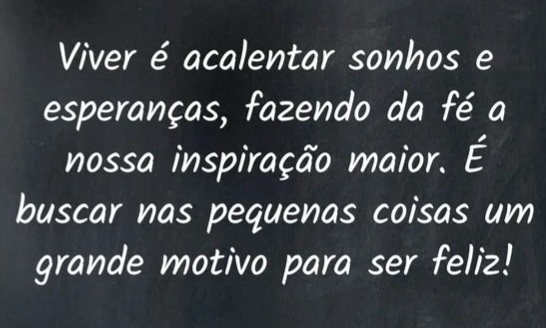 Viver é acalentar sonhos e
esperanças, fazendo da fé a
nossa inspiração maior. É
buscar nas pequenas coisas um
grande motivo para ser feliz!